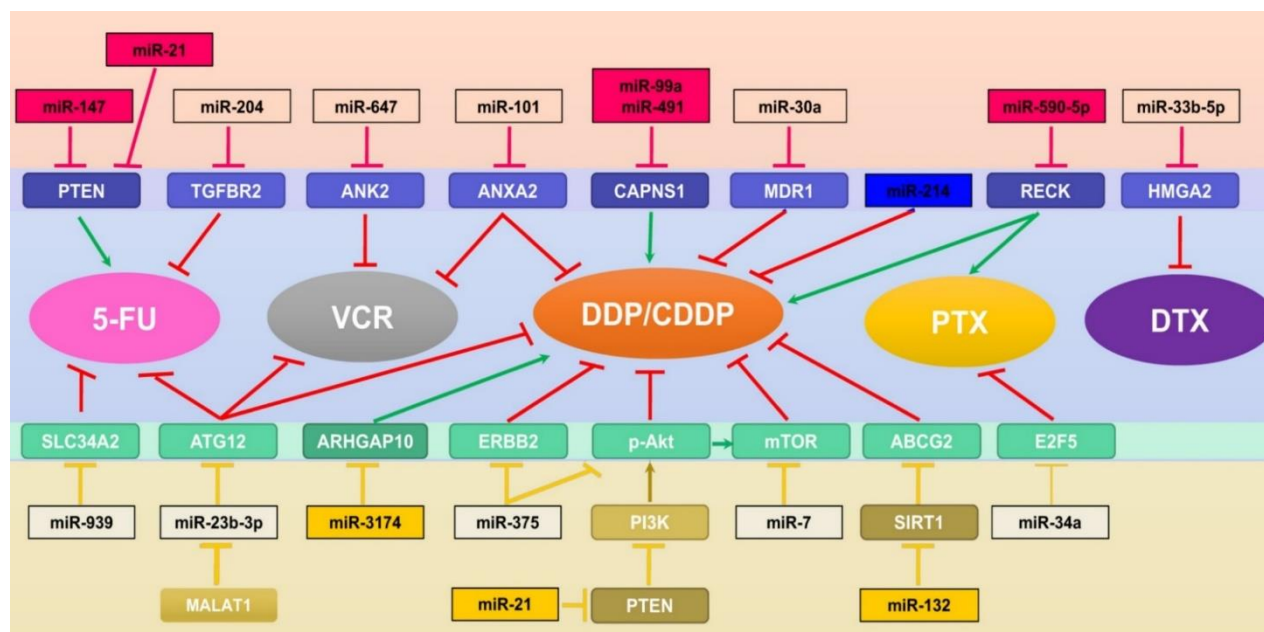 miR-21
miR-147
miR-204
miR-647
miR-101
miR-99a
miR-491
miR-30a
miR-590-5p
miR-33b-5p
PTEN
TGFBR2
ANK2
ANXA2
CAPNS1
MDR1
miR-214
RECK
HMGA2
5-FU
VCR
DDP/CDDP
PTX
DTX
SLC34A2
ATG12
ARHGAP10
ERBB2
p-Akt
mTOR
ABCG2
E2F5
miR-939
miR-23b-3p
miR-3174
miR-375
PI3K
miR-7
SIRT1
miR-34a
MALAT1
miR-21
PTEN
miR-132